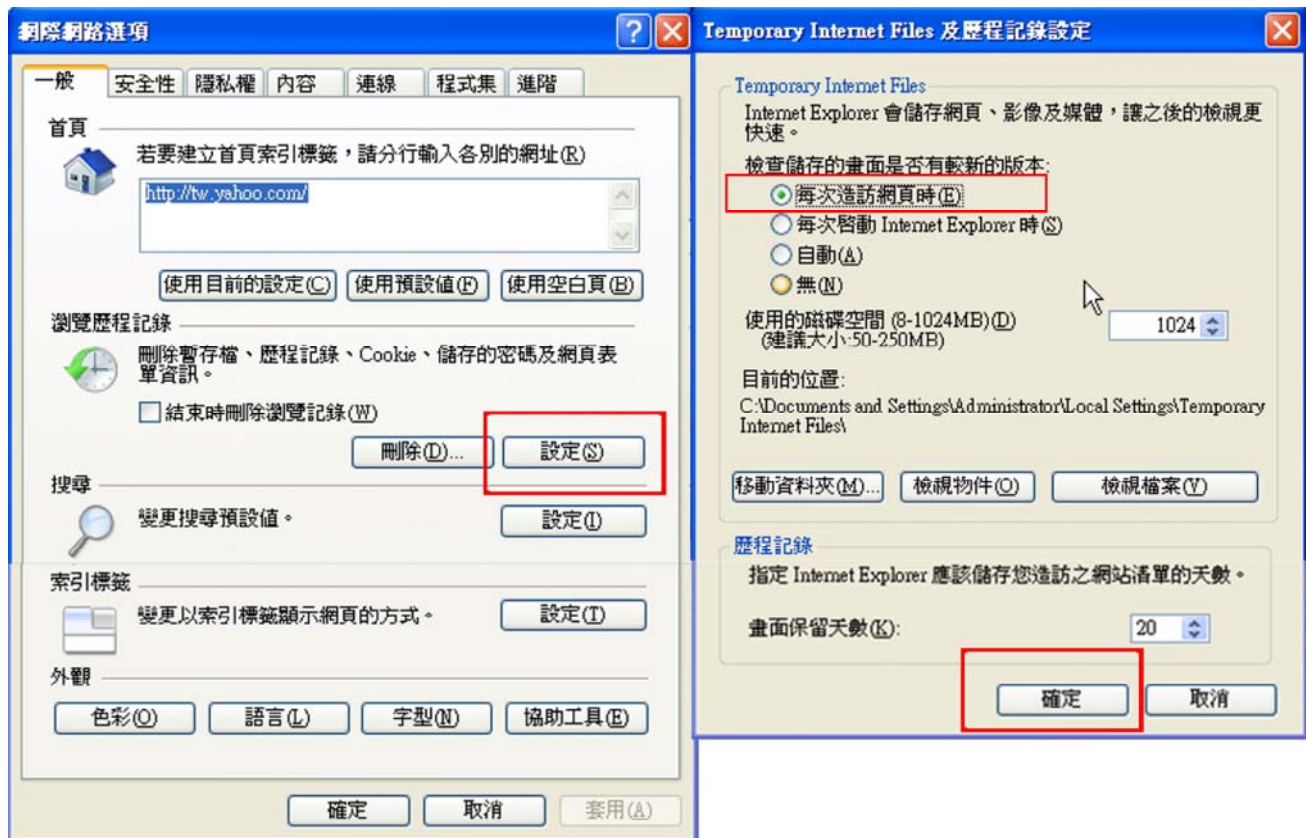 網際網路選項
一般 安全性 隱私權 內容 連線 程式集 進階
首頁
若要建立首頁索引標籤，請分行輸入各別的網址(R)
http://tw.yahoo.com/
使用目前的設定(C) 使用預設值(F) 使用空白頁(B)
瀏覽歷程記錄
刪除暫存檔、歷程記錄、Cookie、儲存的密碼及網頁表
單資訊。
結束時刪除瀏覽記錄(W)
刪除(D)... 設定(S)
搜尋
變更搜尋預設值。 設定(I)
索引標籤
變更以索引標籤顯示網頁的方式。 設定(T)
外觀
色彩(O) 語言(L) 字型(N) 協助工具(E)
確定 取消 套用(A)
Temporary Internet Files 及歷程記錄設定
Temporary Internet Files
Internet Explorer 會儲存網頁、影像及媒體，讓之後的檢視更
快速。
檢查儲存的畫面是否有較新的版本:
每次造訪網頁時(E)
每次啓動 Internet Explorer 時(S)
自動(A)
無(N)
使用的磁碟空間 (8-1024MB)(D) 1024
(建議大小:50-250MB)
目前的位置:
C:\Documents and Settings\Administrator\Local Settings\Temporary
Internet Files\
移動資料夾(M)... 檢視物件(O) 檢視檔案(V)
歷程記錄
指定 Internet Explorer 應該儲存您造訪之網站清單的天數。
畫面保留天數(K): 20
確定 取消